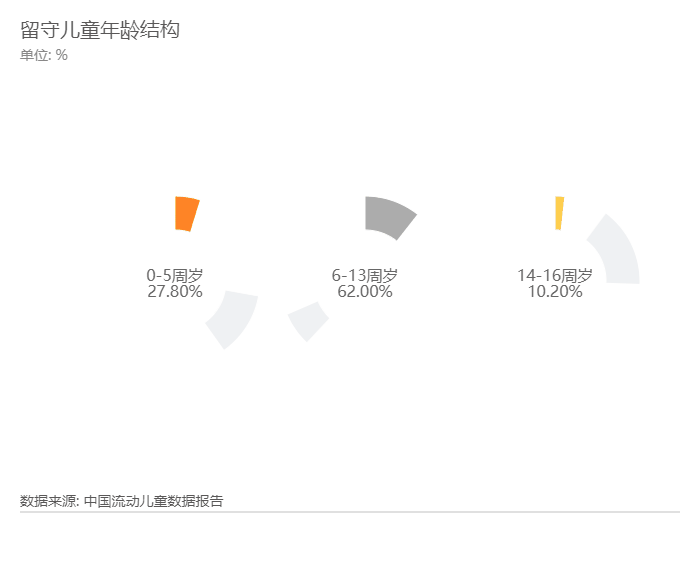 留守儿童年龄结构
单位: %
0-5周岁
27.80%
6-13周岁
62.00%
14-16周岁
10.20%
数据来源: 中国流动儿童数据报告